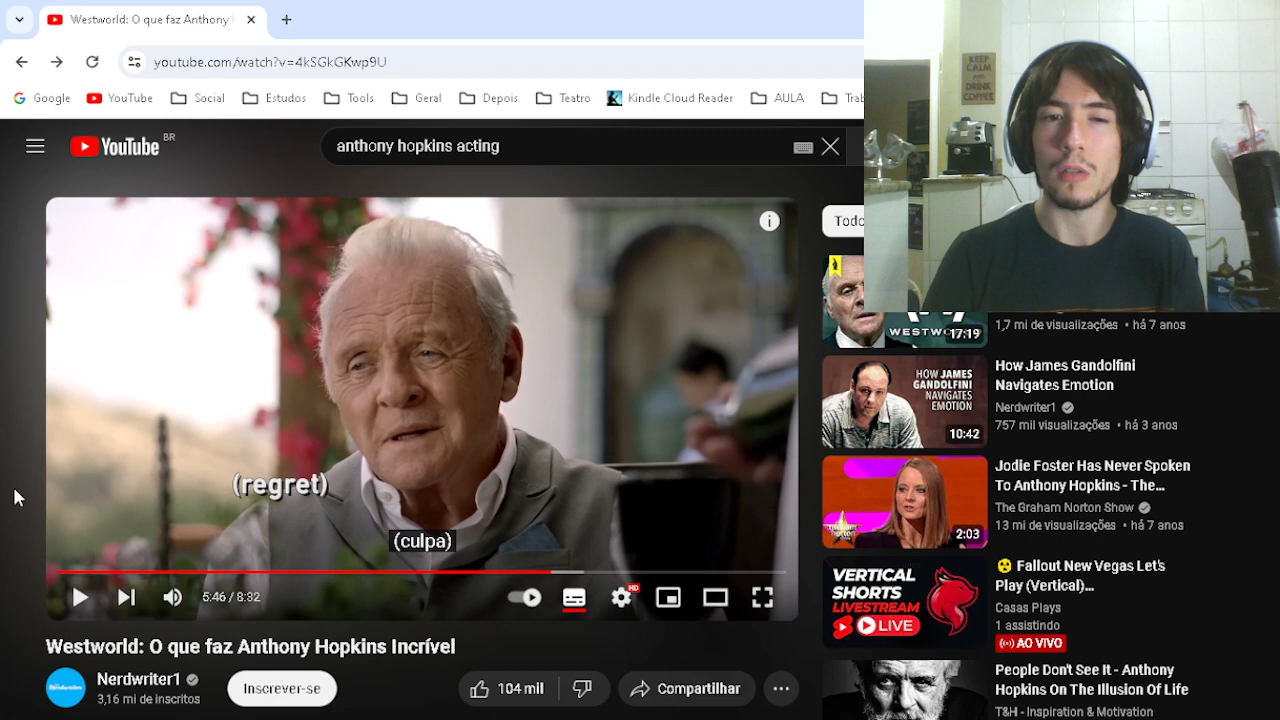 Westworld: O que faz Anthony
youtube.com/watch?v=4kSGkGKwp9U
Google
YouTube
Social
Tools
Geral
Depois
Teatro
Kindle Cloud Reader
AULA
KEEP
CALM
AND
DRINK
COFFEE
YouTube
BR
anthony hopkins acting
Todo
(regret)
(culpa)
5:46 / 8:32
HD
WESTWO
17:19
1,7 mi de visualizações • há 7 anos
HOW JAMES
GANDOLFINI
NAVIGATES
EMOTION
10:42
How James Gandolfini
Navigates Emotion
Nerdwriter1
757 mil visualizações • há 3 anos
2:03
Jodie Foster Has Never Spoken
To Anthony Hopkins - The...
The Graham Norton Show
13 mi de visualizações • há 7 anos
VERTICAL
SHORTS
LIVESTREAM
LIVE
Fallout New Vegas Let's
Play (Vertical)...
Casas Plays
1 assistindo
AO VIVO
People Don't See It - Anthony
Hopkins On The Illusion Of Life
T&H - Inspiration & Motivation
Westworld: O que faz Anthony Hopkins Incrível
Nerdwriter1
3,16 mi de inscritos
Inscrever-se
104 mil
Compartilhar